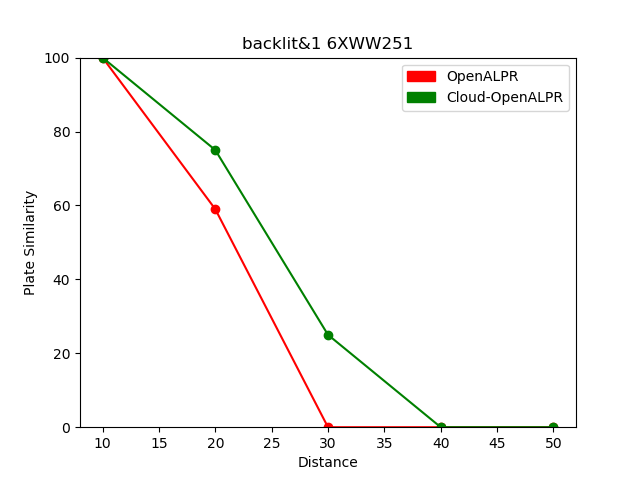 backlit&1 6XWW251
OpenALPR
Cloud-OpenALPR
Plate Similarity
100
80
60
40
20
0
10 15 20 25 30 35 40 45 50
Distance